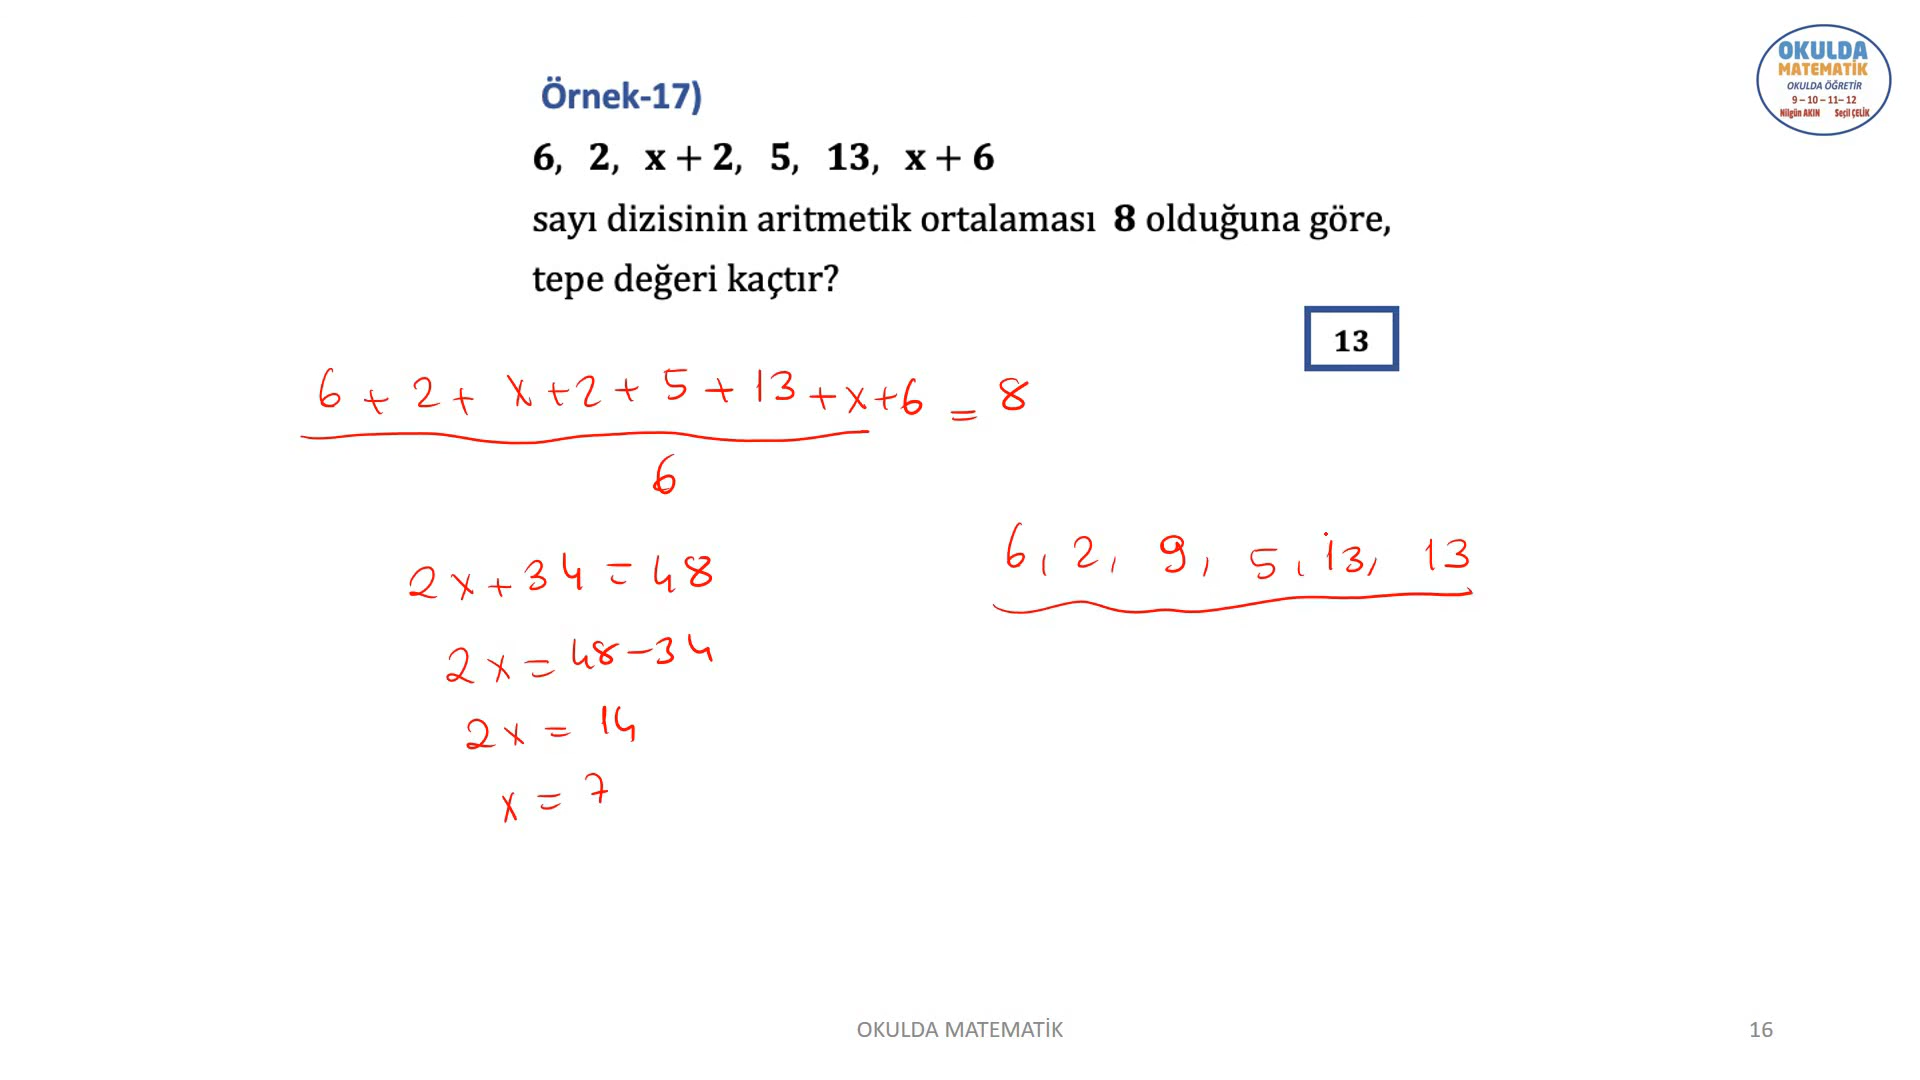 OKULDA
MATEMATİK
OKULDA ÖĞRETİR
9 – 10 – 11– 12
Nilgün AKIN Seçil ÇELİK
Örnek-17)
6, 2, x + 2, 5, 13, x + 6
sayı dizisinin aritmetik ortalaması 8 olduğuna göre,
tepe değeri kaçtır?
13
6 + 2 + x + 2 + 5 + 13 + x + 6 = 8
6
6, 2, 9, 5, 13, 13
2x + 34 = 48
2x = 48 - 34
2x = 14
x = 7
OKULDA MATEMATİK
16